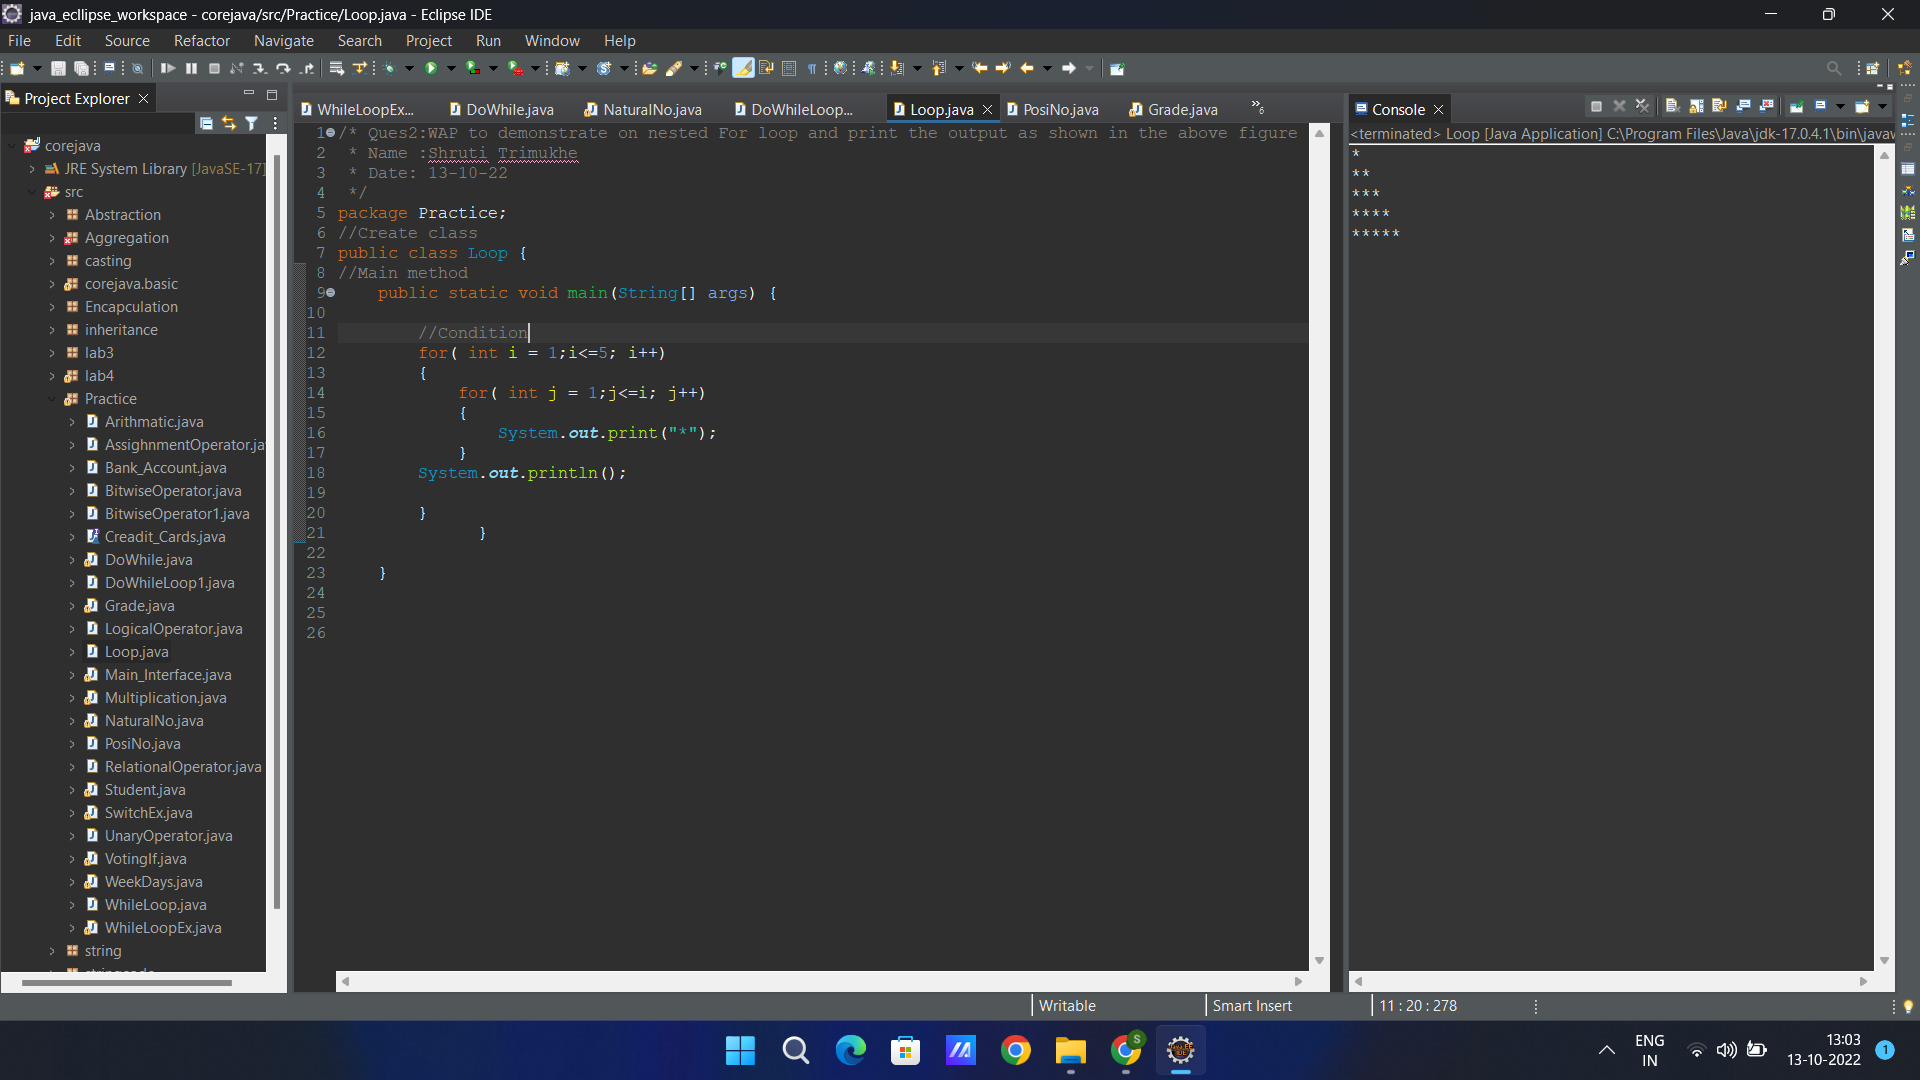 java_ecllipse_workspace - corejava/src/Practice/Loop.java - Eclipse IDE
File Edit Source Refactor Navigate Search Project Run Window Help
Project Explorer
corejava
JRE System Library [JavaSE-17]
src
Abstraction
Aggregation
casting
corejava.basic
Encapculation
inheritance
lab3
lab4
Practice
Arithmatic.java
AssighnmentOperator.ja
Bank_Account.java
BitwiseOperator.java
BitwiseOperator1.java
Creadit_Cards.java
DoWhile.java
DoWhileLoop1.java
Grade.java
LogicalOperator.java
Loop.java
Main_Interface.java
Multiplication.java
NaturalNo.java
PosiNo.java
RelationalOperator.java
Student.java
SwitchEx.java
UnaryOperator.java
VotingIf.java
WeekDays.java
WhileLoop.java
WhileLoopEx.java
string
WhileLoopEx... DoWhile.java NaturalNo.java DoWhileLoop... Loop.java PosiNo.java Grade.java »6
1 /* Ques2:WAP to demonstrate on nested For loop and print the output as shown in the above figure
2 * Name :Shruti Trimukhe
3 * Date: 13-10-22
4 */
5 package Practice;
6 //Create class
7 public class Loop {
8 //Main method
9 public static void main(String[] args) {
10
11 //Condition
12 for( int i = 1;i<=5; i++)
13 {
14 for( int j = 1;j<=i; j++)
15 {
16 System.out.print("*");
17 }
18 System.out.println();
19
20 }
21 }
22
23 }
24
25
26
Console
<terminated> Loop [Java Application] C:\Program Files\Java\jdk-17.0.4.1\bin\javaw
*
**
***
****
*****
Writable Smart Insert 11 : 20 : 278
S
ENG
IN
13:03
13-10-2022
1